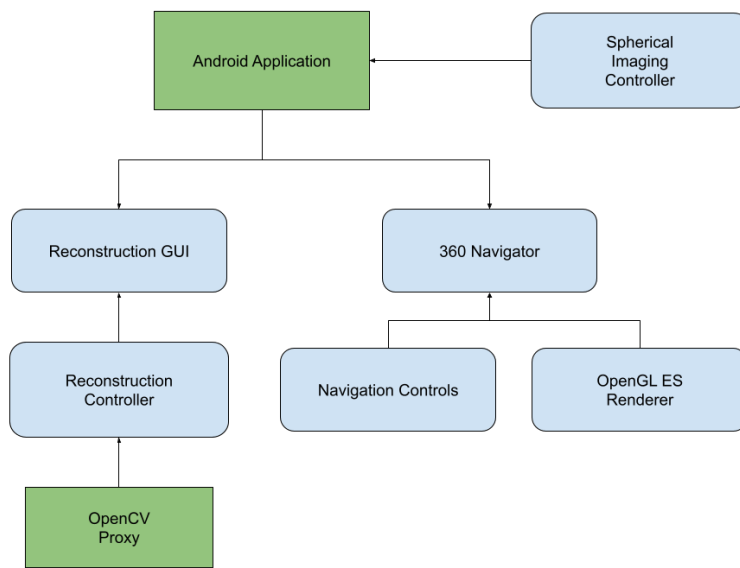 Android Application
Spherical
Imaging
Controller
Reconstruction GUI
360 Navigator
Reconstruction
Controller
Navigation Controls
OpenGL ES
Renderer
OpenCV
Proxy